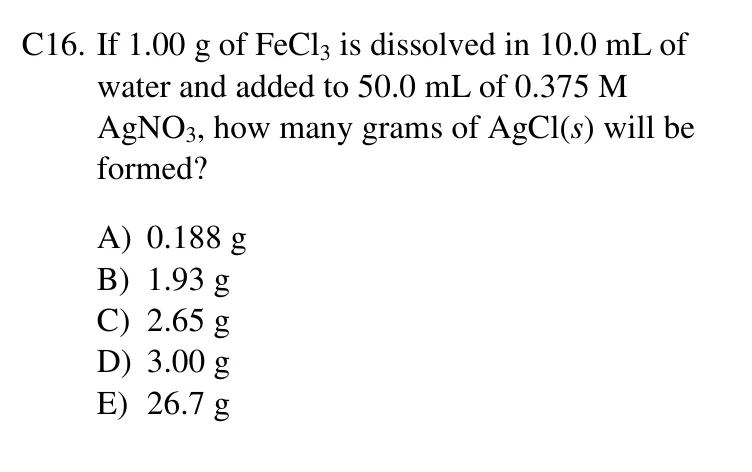 C16. If 1.00 g of FeCl₃ is dissolved in 10.0 mL of
water and added to 50.0 mL of 0.375 M
AgNO₃, how many grams of AgCl(s) will be
formed?
A) 0.188 g
B) 1.93 g
C) 2.65 g
D) 3.00 g
E) 26.7 g